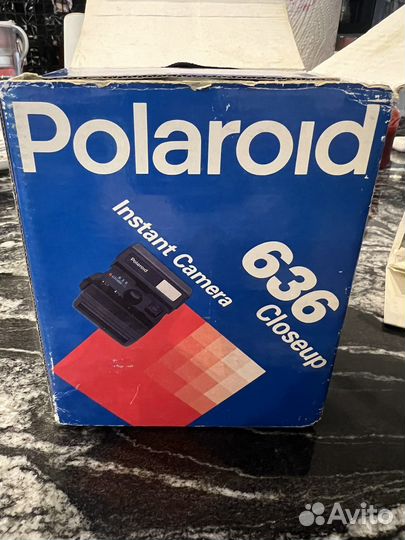 Polaroid
Instant Camera
Polaroid
636
Closeup
Avito